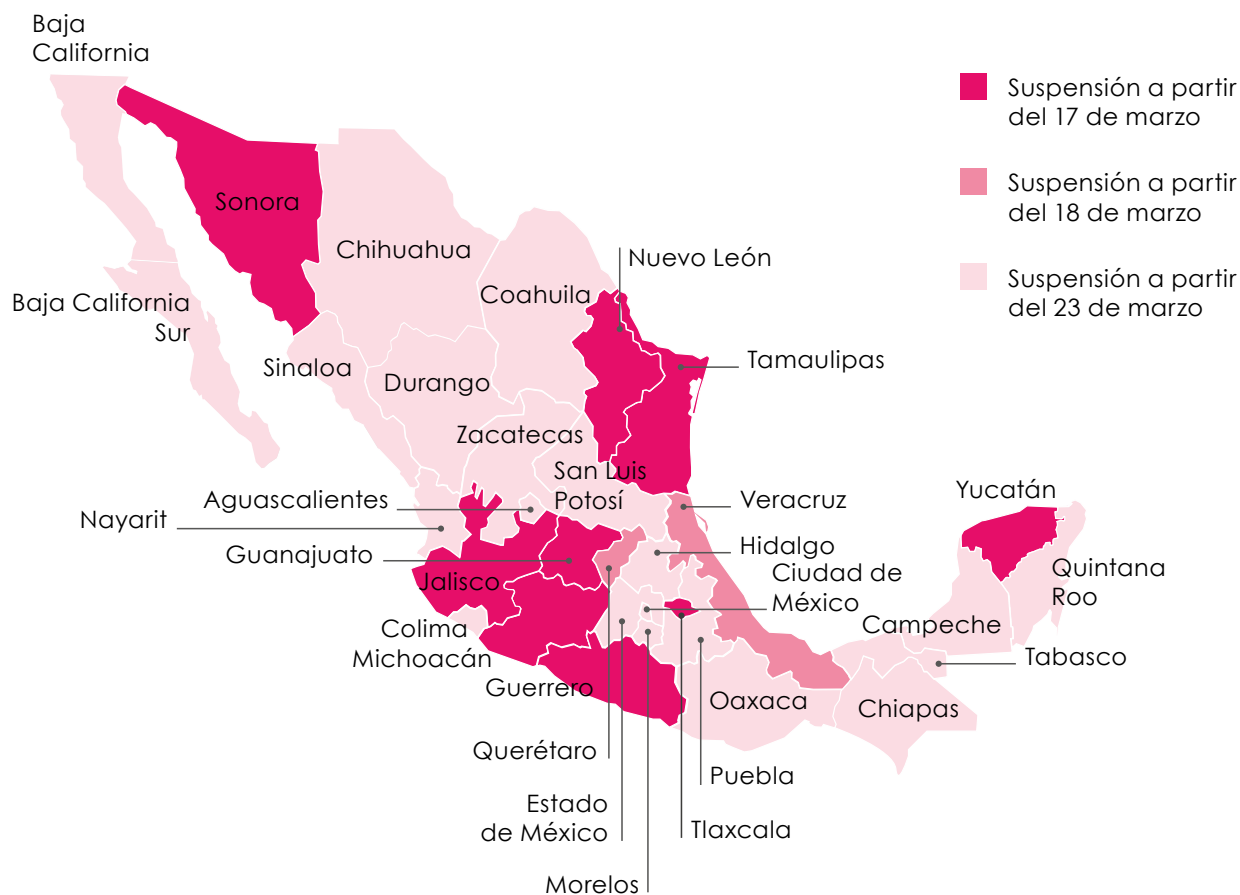 Baja
California
Suspensión a partir
del 17 de marzo
Suspensión a partir
del 18 de marzo
Suspensión a partir
del 23 de marzo
Sonora
Chihuahua
Nuevo León
Coahuila
Baja California
Sur
Tamaulipas
Sinaloa
Durango
Zacatecas
San Luis
Potosí
Aguascalientes
Veracruz
Yucatán
Nayarit
Guanajuato
Hidalgo
Ciudad de
México
Quintana
Roo
Jalisco
Colima
Michoacán
Campeche
Tabasco
Guerrero
Oaxaca
Chiapas
Querétaro
Puebla
Estado
de México
Tlaxcala
Morelos